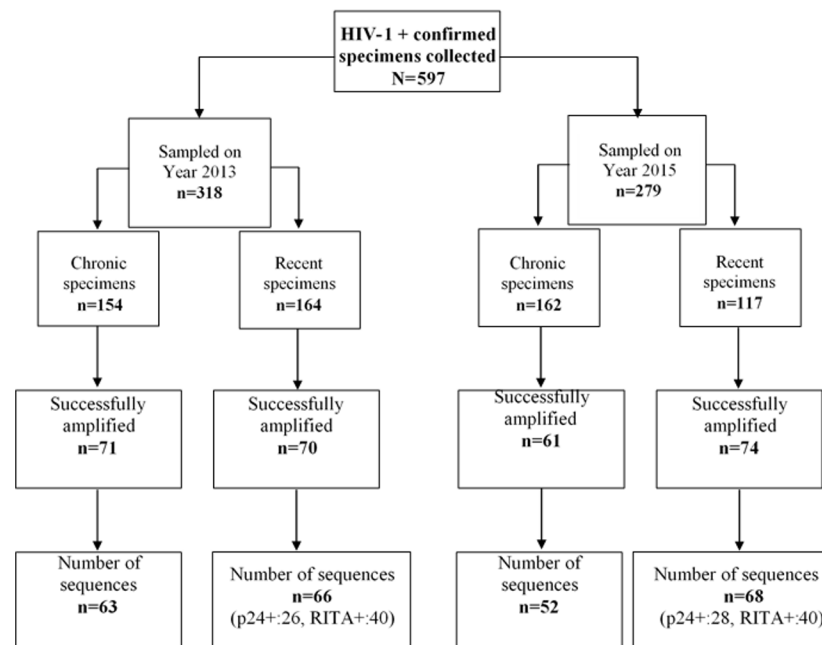 HIV-1 + confirmed
specimens collected
N=597
Sampled on
Year 2013
n=318
Sampled on
Year 2015
n=279
Chronic
specimens
n=154
Recent
specimens
n=164
Chronic
specimens
n=162
Recent
specimens
n=117
Successfully
amplified
n=71
Successfully
amplified
n=70
Successfully
amplified
n=61
Successfully
amplified
n=74
Number of
sequences
n=63
Number of sequences
n=66
(p24+:26, RITA+:40)
Number of
sequences
n=52
Number of sequences
n=68
(p24+:28, RITA+:40)